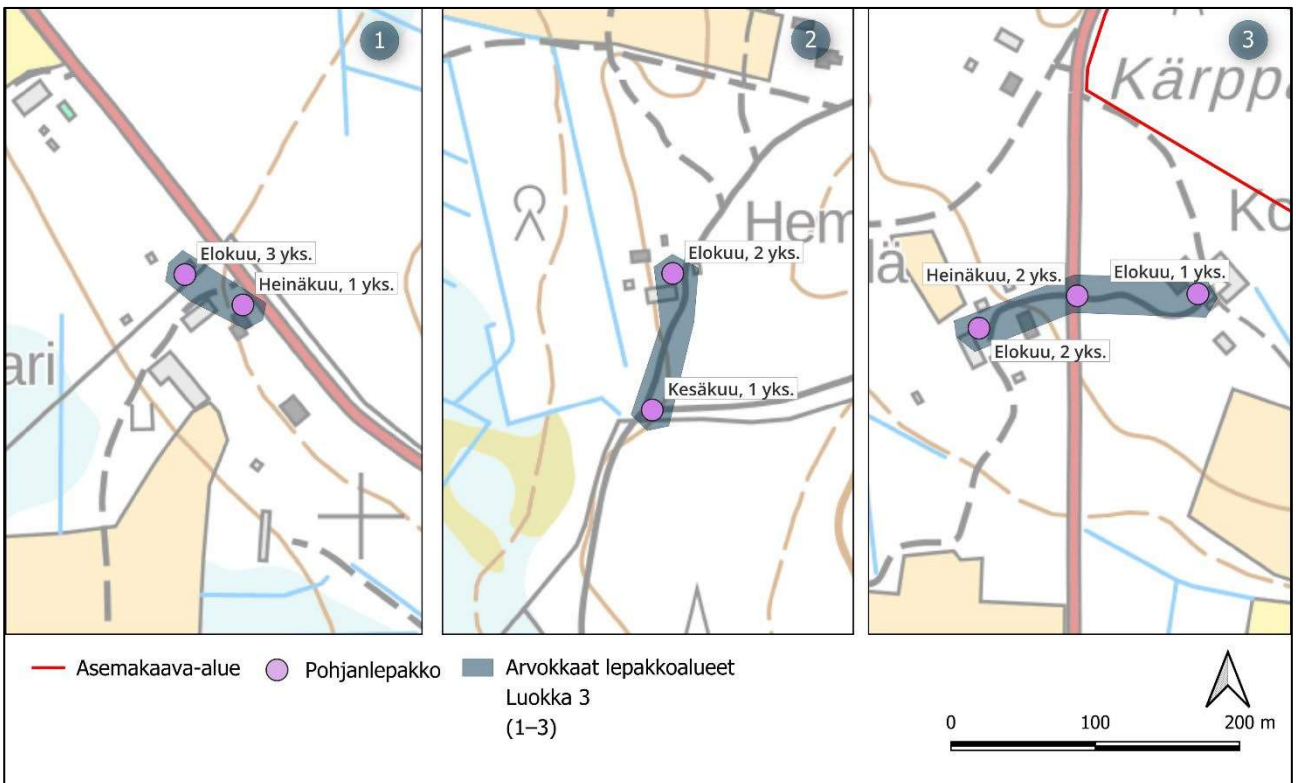 1
Elokuu, 3 yks.
Heinäkuu, 1 yks.
ari
2
Hem
Elokuu, 2 yks.
Kesäkuu, 1 yks.
3
Kärppä
Ko
lä
Heinäkuu, 2 yks.
Elokuu, 1 yks.
Elokuu, 2 yks.
Asemakaava-alue
Pohjanlepakko
Arvokkaat lepakkoalueet
Luokka 3
(1–3)
0 100 200 m